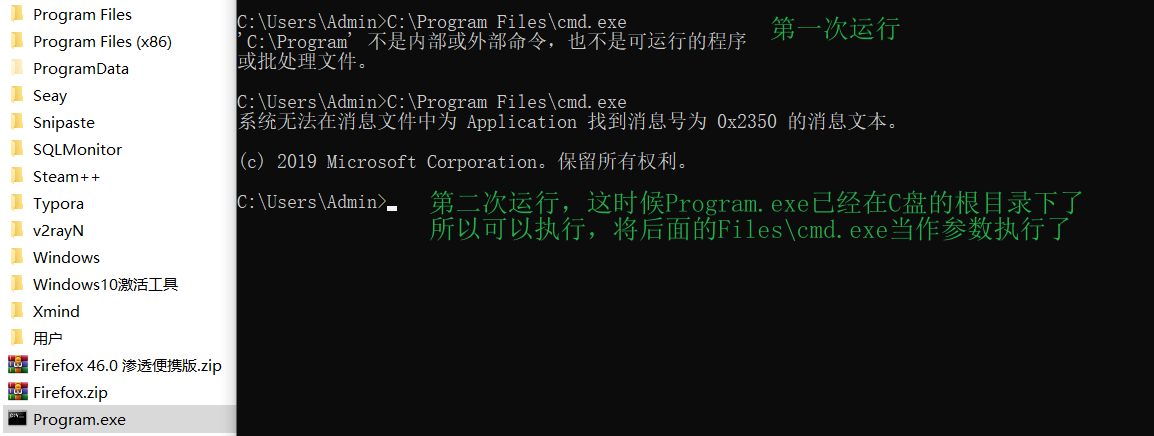 Program Files
Program Files (x86)
ProgramData
Seay
Snipaste
SQLMonitor
Steam++
Typora
v2rayN
Windows
Windows10激活工具
Xmind
用户
Firefox 46.0 渗透便携版.zip
Firefox.zip
Program.exe
C:\Users\Admin>C:\Program Files\cmd.exe
'C:\Program' 不是内部或外部命令，也不是可运行的程序
或批处理文件。
第一次运行
C:\Users\Admin>C:\Program Files\cmd.exe
系统无法在消息文件中为 Application 找到消息号为 0x2350 的消息文本。
(c) 2019 Microsoft Corporation。保留所有权利。
C:\Users\Admin>
第二次运行，这时候Program.exe已经在C盘的根目录下了
所以可以执行，将后面的Files\cmd.exe当作参数执行了